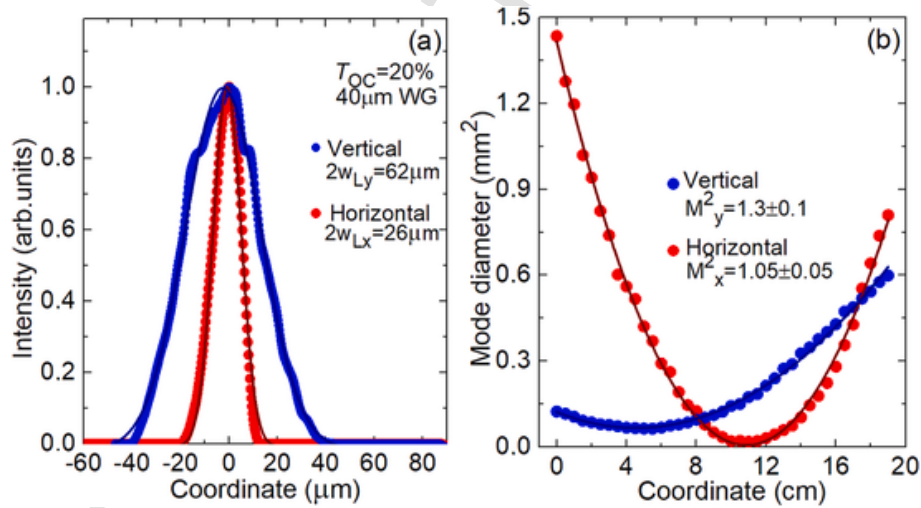 (a)
T_OC=20%
40μm WG
Vertical
2w_Ly=62μm
Horizontal
2w_Lx=26μm
Intensity (arb.units)
1.0
0.8
0.6
0.4
0.2
0.0
-60 -40 -20 0 20 40 60 80
Coordinate (μm)
(b)
Vertical
M²_y=1.3±0.1
Horizontal
M²_x=1.05±0.05
Mode diameter (mm²)
1.5
1.2
0.9
0.6
0.3
0.0
0 4 8 12 16 20
Coordinate (cm)